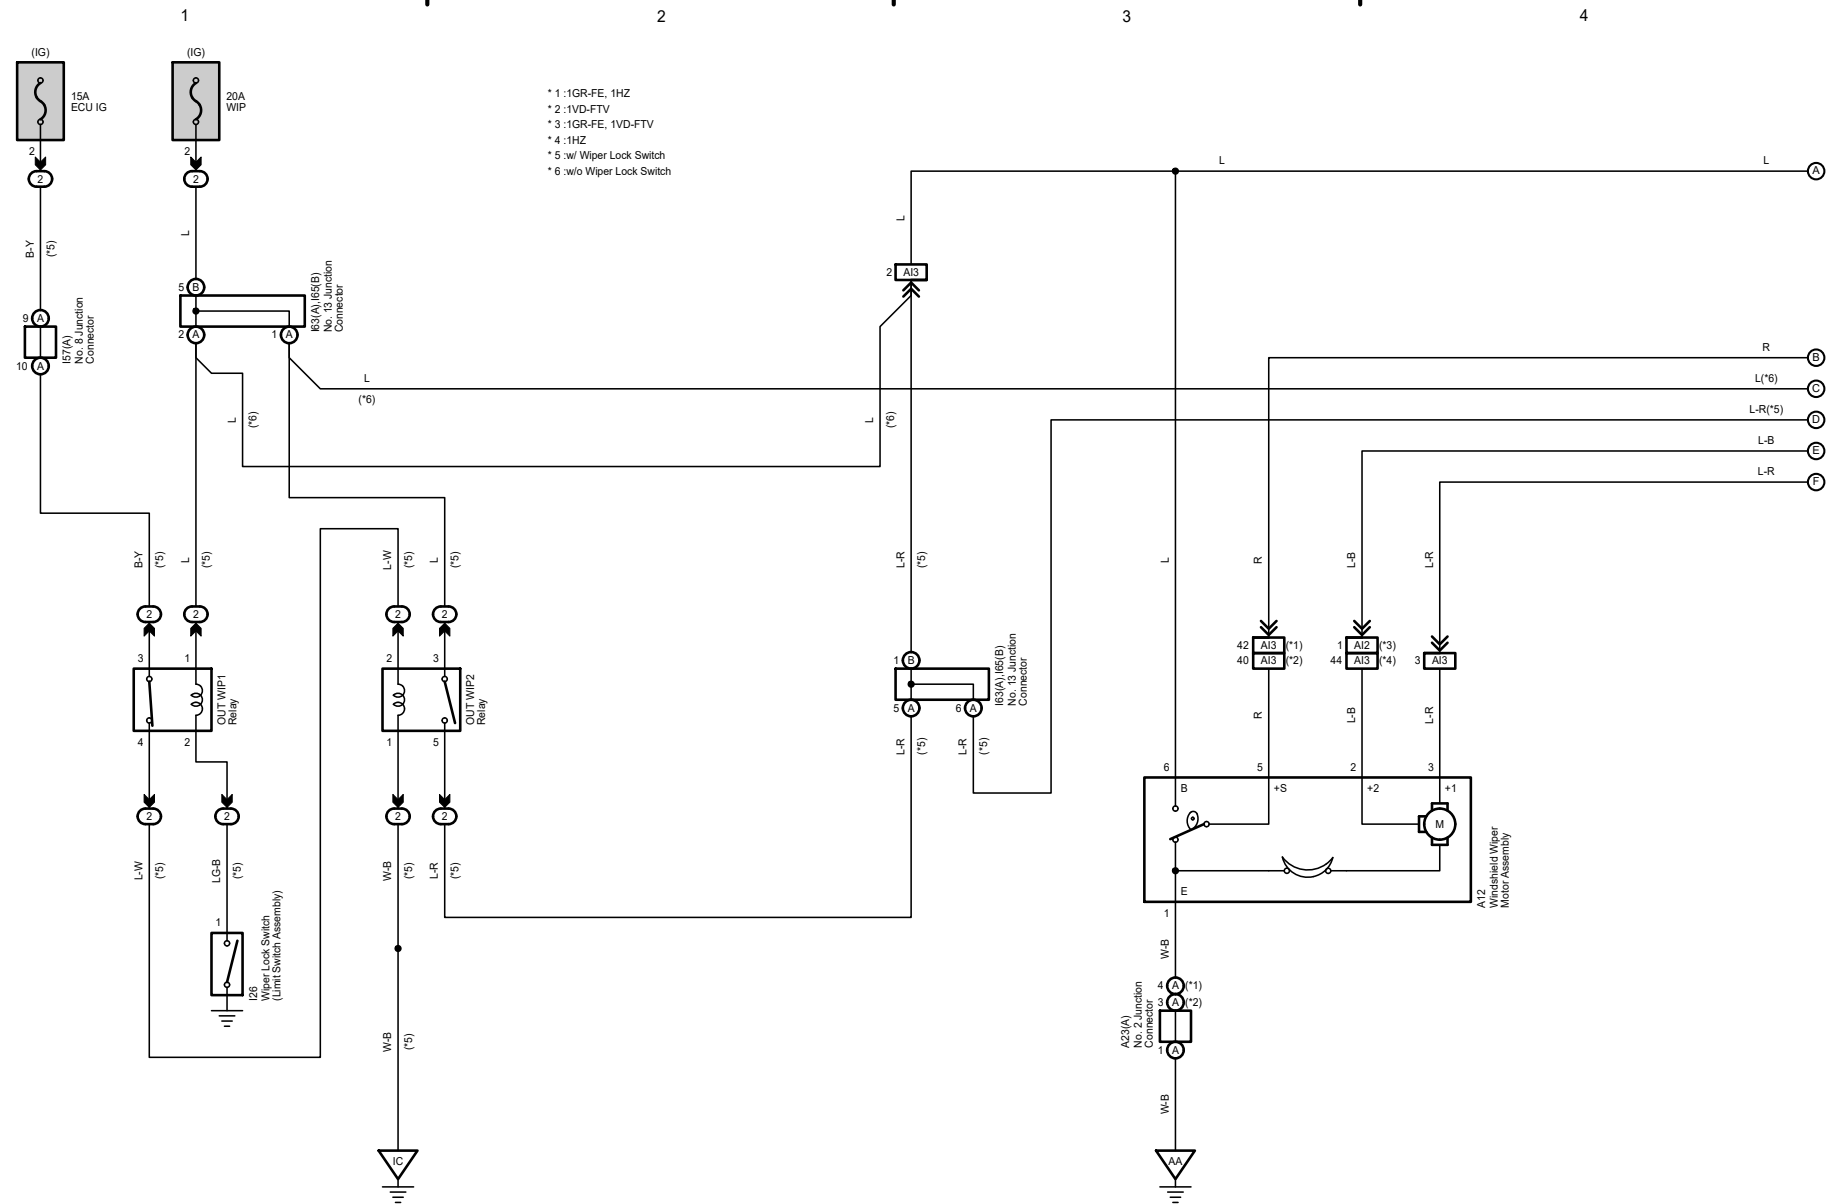 1 2 3 4
(IG) (IG)
15A
ECU IG
20A
WIP
* 1 :1GR-FE, 1HZ
* 2 :1VD-FTV
* 3 :1GR-FE, 1VD-FTV
* 4 :1HZ
* 5 :w/ Wiper Lock Switch
* 6 :w/o Wiper Lock Switch
2 2
2 2
L L A
B-Y (*5)
L
L
5 B
I63(A),I65(B)
No. 13 Junction
Connector
2 AI3
9 A
I57(A)
No. 8 Junction
Connector
10 A
2 A 1 A
R B
L (*6)
L(*6) C
L (*6)
L (*6)
L-R(*5) D
L-B E
L-R F
B-Y (*5)
L (*5)
L-W (*5)
L (*5)
L-R (*5)
L
R
L-B
L-R
2 2 2 2
42 AI3 (*1)
40 AI3 (*2)
1 AI2 (*3)
44 AI3 (*4)
3 AI3
3 1
OUT WIP1
Relay
4 2
2 3
OUT WIP2
Relay
1 5
1 B
I63(A),I65(B)
No. 13 Junction
Connector
5 A 6 A
L-R (*5)
L-R (*5)
R
L-B
L-R
6 5 2 3
B +S +2 +1
M
E
1
A12
Windshield Wiper
Motor Assembly
2 2 2 2
L-W (*5)
LG-B (*5)
W-B (*5)
L-R (*5)
1
I26
Wiper Lock Switch
(Limit Switch Assembly)
W-B (*5)
W-B
4 A (*1)
3 A (*2)
A23(A)
No. 2 Junction
Connector
1 A
W-B
IC
AA